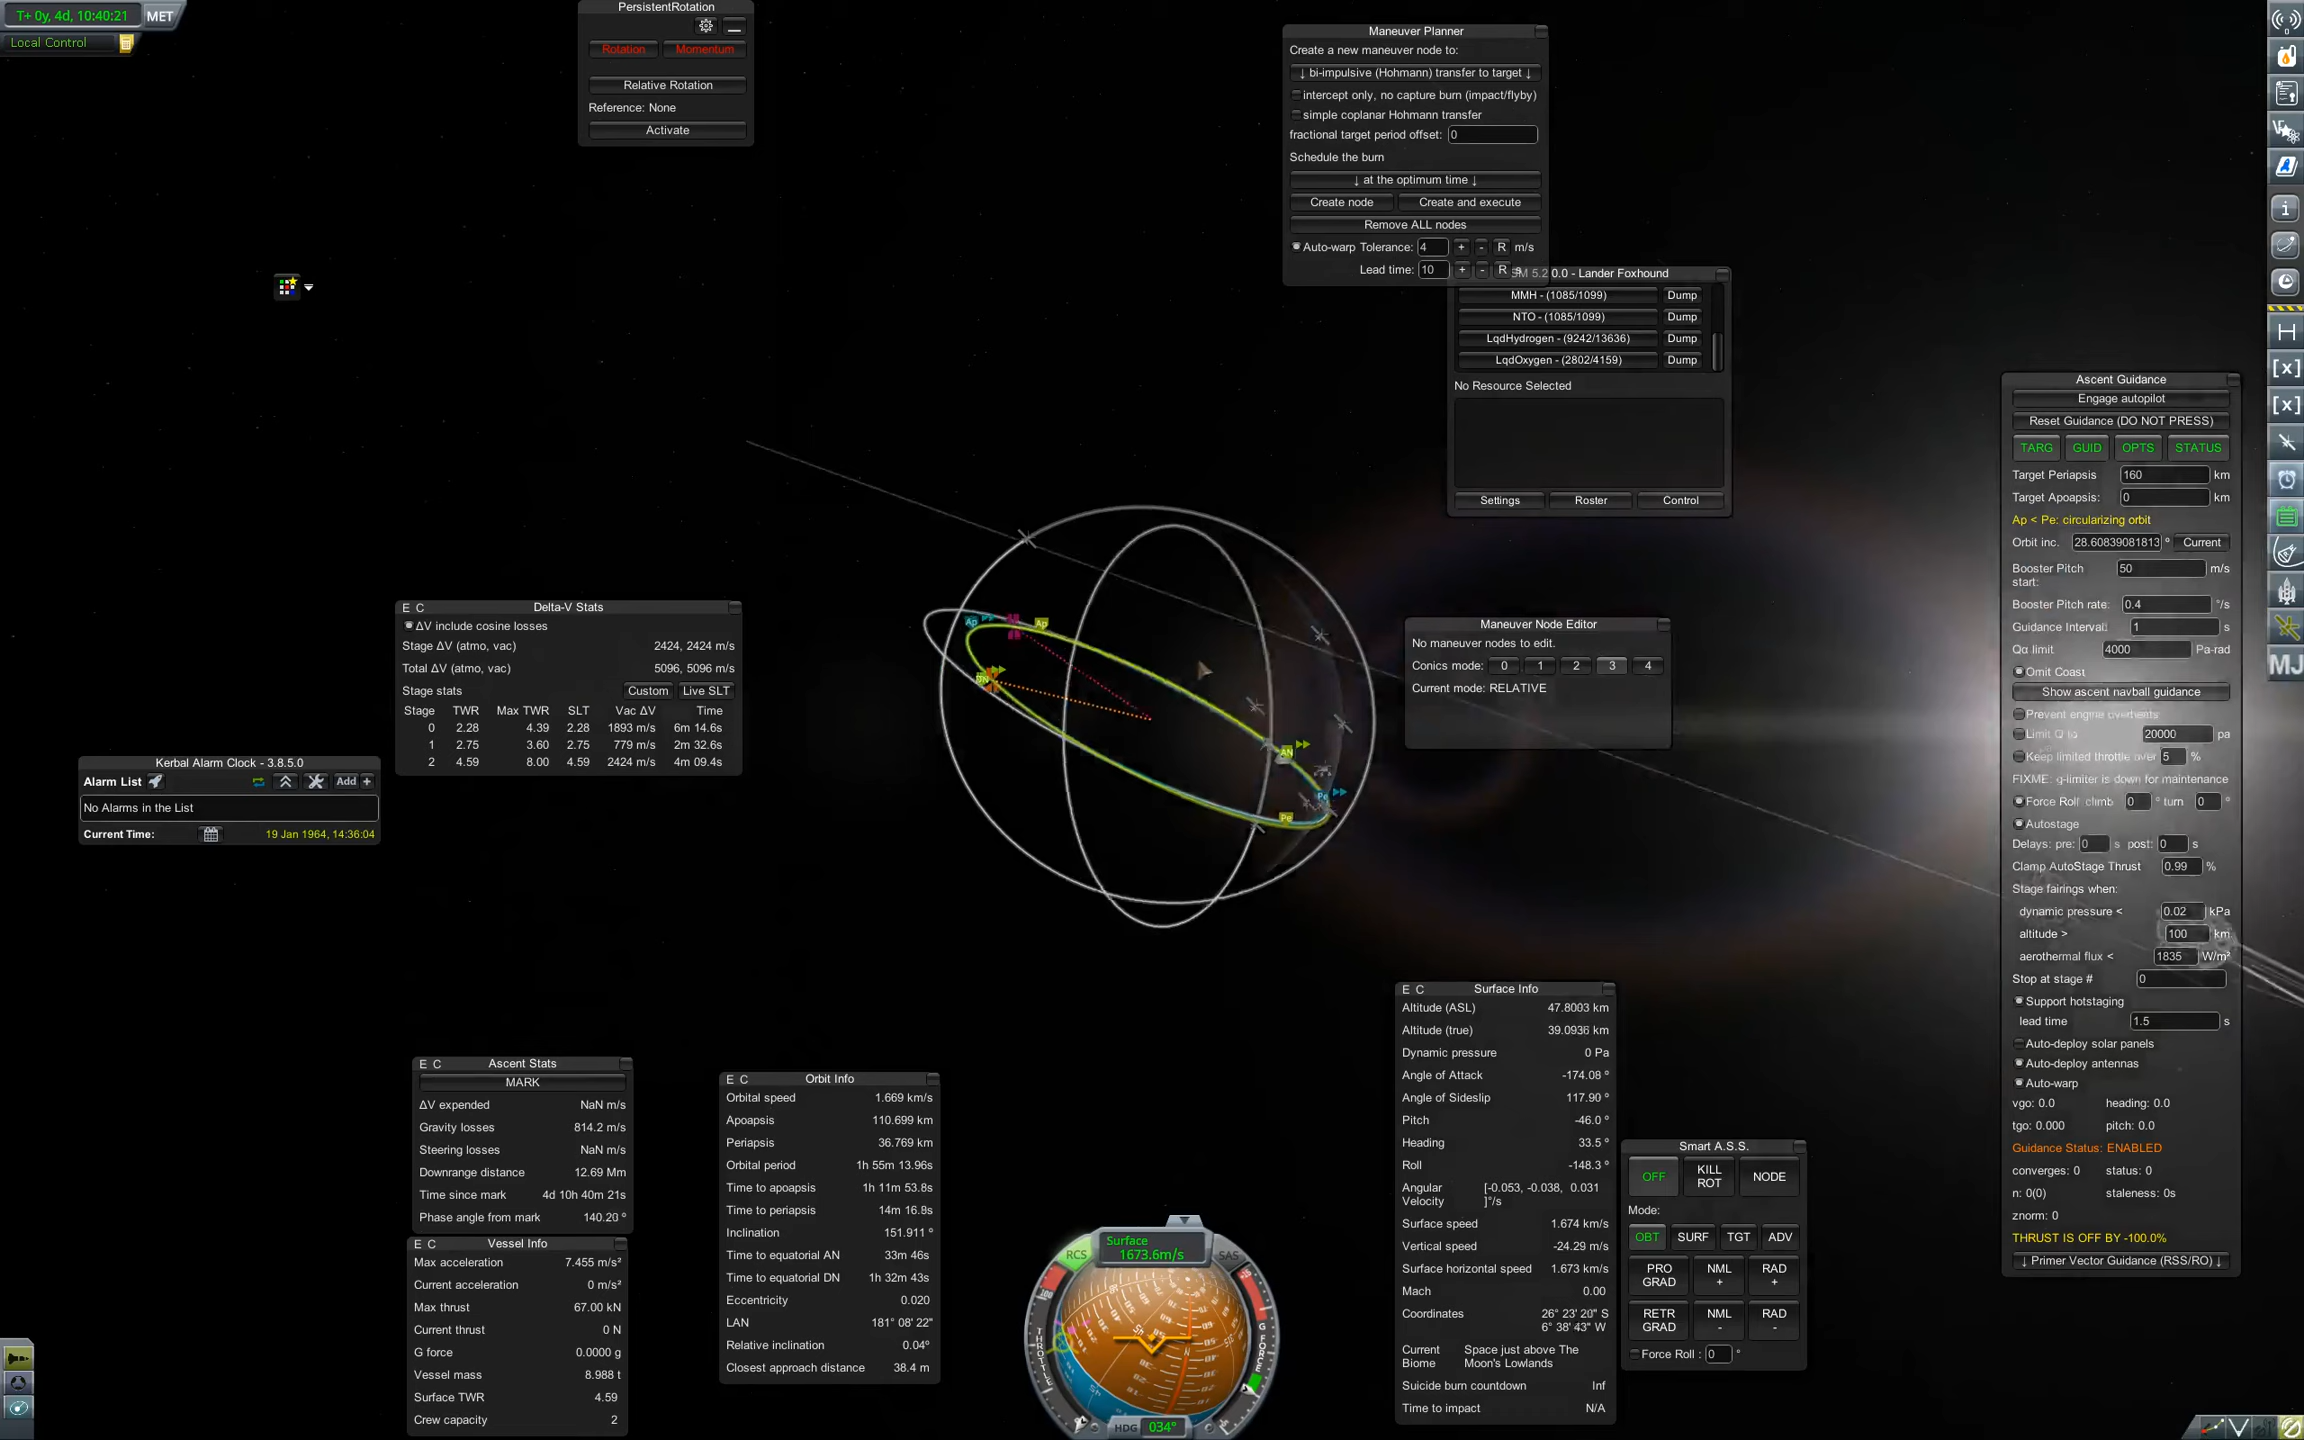 T+ 0y, 4d, 10:40:21 MET
Local Control
PersistentRotation
Rotation Momentum
Relative Rotation
Reference: None
Activate
Maneuver Planner
Create a new maneuver node to:
↓ bi-impulsive (Hohmann) transfer to target ↓
intercept only, no capture burn (impact/flyby)
simple coplanar Hohmann transfer
fractional target period offset: 0
Schedule the burn
↓ at the optimum time ↓
Create node Create and execute
Remove ALL nodes
Auto-warp Tolerance: 4 + - R m/s
Lead time: 10 + - R s
SM 5.2.0.0 - Lander Foxhound
MMH - (1085/1099) Dump
NTO - (1085/1099) Dump
LqdHydrogen - (9242/13636) Dump
LqdOxygen - (2802/4159) Dump
No Resource Selected
Settings Roster Control
Ascent Guidance
Engage autopilot
Reset Guidance (DO NOT PRESS)
TARG GUID OPTS STATUS
Target Periapsis 160 km
Target Apoapsis: 0 km
Ap < Pe: circularizing orbit
Orbit inc. 28.60839081813 º Current
Booster Pitch start: 50 m/s
Booster Pitch rate: 0.4 °/s
Guidance Interval: 1 s
Qα limit 4000 Pa-rad
Omit Coast
Show ascent navball guidance
Prevent engine overheats
Limit Q to 20000 pa
Keep limited throttle over 5 %
FIXME: g-limiter is down for maintenance
Force Roll climb 0 ° turn 0 °
Autostage
Delays: pre: 0 s post: 0 s
Clamp AutoStage Thrust 0.99 %
Stage fairings when:
dynamic pressure < 0.02 kPa
altitude > 100 km
aerothermal flux < 1835 W/m²
Stop at stage # 0
Support hotstaging
lead time 1.5 s
Auto-deploy solar panels
Auto-deploy antennas
Auto-warp
vgo: 0.0 heading: 0.0
tgo: 0.000 pitch: 0.0
Guidance Status: ENABLED
converges: 0 status: 0
n: 0(0) staleness: 0s
znorm: 0
THRUST IS OFF BY -100.0%
↓ Primer Vector Guidance (RSS/RO) ↓
E C Delta-V Stats
ΔV include cosine losses
Stage ΔV (atmo, vac) 2424, 2424 m/s
Total ΔV (atmo, vac) 5096, 5096 m/s
Stage stats Custom Live SLT
Stage TWR Max TWR SLT Vac ΔV Time
0 2.28 4.39 2.28 1893 m/s 6m 14.6s
1 2.75 3.60 2.75 779 m/s 2m 32.6s
2 4.59 8.00 4.59 2424 m/s 4m 09.4s
Kerbal Alarm Clock - 3.8.5.0
Alarm List Add +
No Alarms in the List
Current Time: 19 Jan 1964, 14:36:04
Ap
Ap
DN
AN
Pe
Pe
Maneuver Node Editor
No maneuver nodes to edit.
Conics mode: 0 1 2 3 4
Current mode: RELATIVE
E C Ascent Stats
MARK
ΔV expended NaN m/s
Gravity losses 814.2 m/s
Steering losses NaN m/s
Downrange distance 12.69 Mm
Time since mark 4d 10h 40m 21s
Phase angle from mark 140.20 º
E C Vessel Info
Max acceleration 7.455 m/s²
Current acceleration 0 m/s²
Max thrust 67.00 kN
Current thrust 0 N
G force 0.0000 g
Vessel mass 8.988 t
Surface TWR 4.59
Crew capacity 2
E C Orbit Info
Orbital speed 1.669 km/s
Apoapsis 110.699 km
Periapsis 36.769 km
Orbital period 1h 55m 13.96s
Time to apoapsis 1h 11m 53.8s
Time to periapsis 14m 16.8s
Inclination 151.911 º
Time to equatorial AN 33m 46s
Time to equatorial DN 1h 32m 43s
Eccentricity 0.020
LAN 181° 08' 22"
Relative inclination 0.04º
Closest approach distance 38.4 m
E C Surface Info
Altitude (ASL) 47.8003 km
Altitude (true) 39.0936 km
Dynamic pressure 0 Pa
Angle of Attack -174.08 º
Angle of Sideslip 117.90 º
Pitch -46.0 º
Heading 33.5 º
Roll -148.3 º
Angular Velocity [-0.053, -0.038, 0.031 ]°/s
Surface speed 1.674 km/s
Vertical speed -24.29 m/s
Surface horizontal speed 1.673 km/s
Mach 0.00
Coordinates 26° 23' 20" S
6° 38' 43" W
Current Biome Space just above The Moon's Lowlands
Suicide burn countdown Inf
Time to impact N/A
Smart A.S.S.
OFF KILL ROT NODE
Mode:
OBT SURF TGT ADV
PRO GRAD NML + RAD +
RETR GRAD NML - RAD -
Force Roll : 0 °
RCS Surface SAS
1673.6m/s
THROTTLE
G FORCE
HDG 034°
MJ